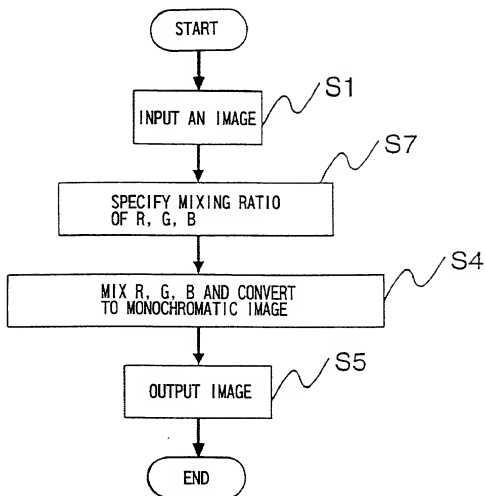 START
INPUT AN IMAGE
S1
S7
SPECIFY MIXING RATIO
OF R, G, B
S4
MIX R, G, B AND CONVERT
TO MONOCHROMATIC IMAGE
S5
OUTPUT IMAGE
END